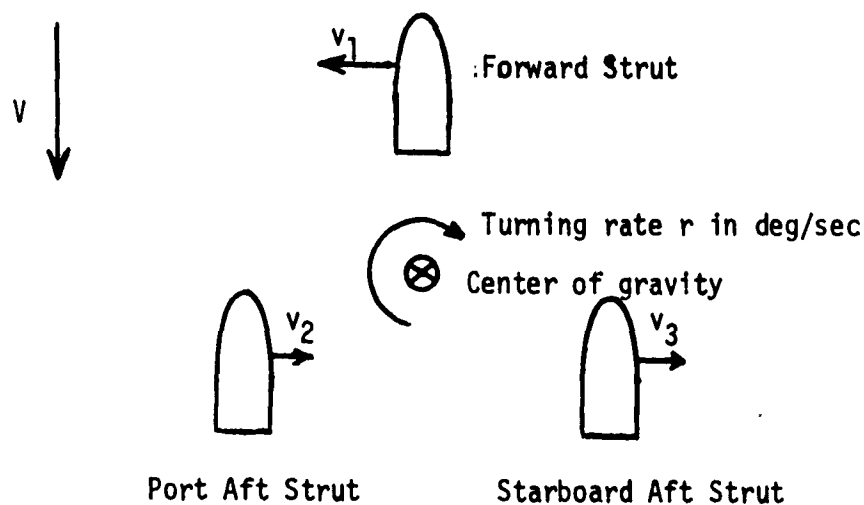 v1
:Forward Strut
V
Turning rate r in deg/sec
Center of gravity
v2
v3
Port Aft Strut
Starboard Aft Strut